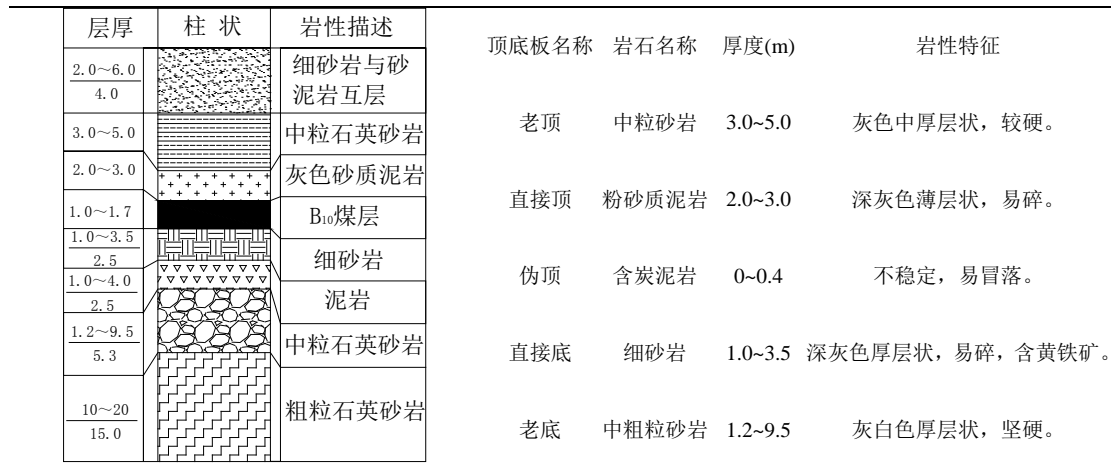 层厚 柱 状 岩性描述
2.0～6.0
4.0
细砂岩与砂
泥岩互层
3.0～5.0 中粒石英砂岩
2.0～3.0 灰色砂质泥岩
1.0～1.7 B10煤层
1.0～3.5
2.5
细砂岩
1.0～4.0
2.5
泥岩
1.2～9.5
5.3
中粒石英砂岩
10～20
15.0
粗粒石英砂岩
顶底板名称 岩石名称 厚度(m) 岩性特征
老顶 中粒砂岩 3.0~5.0 灰色中厚层状，较硬。
直接顶 粉砂质泥岩 2.0~3.0 深灰色薄层状，易碎。
伪顶 含炭泥岩 0~0.4 不稳定，易冒落。
直接底 细砂岩 1.0~3.5 深灰色厚层状，易碎，含黄铁矿。
老底 中粗粒砂岩 1.2~9.5 灰白色厚层状，坚硬。